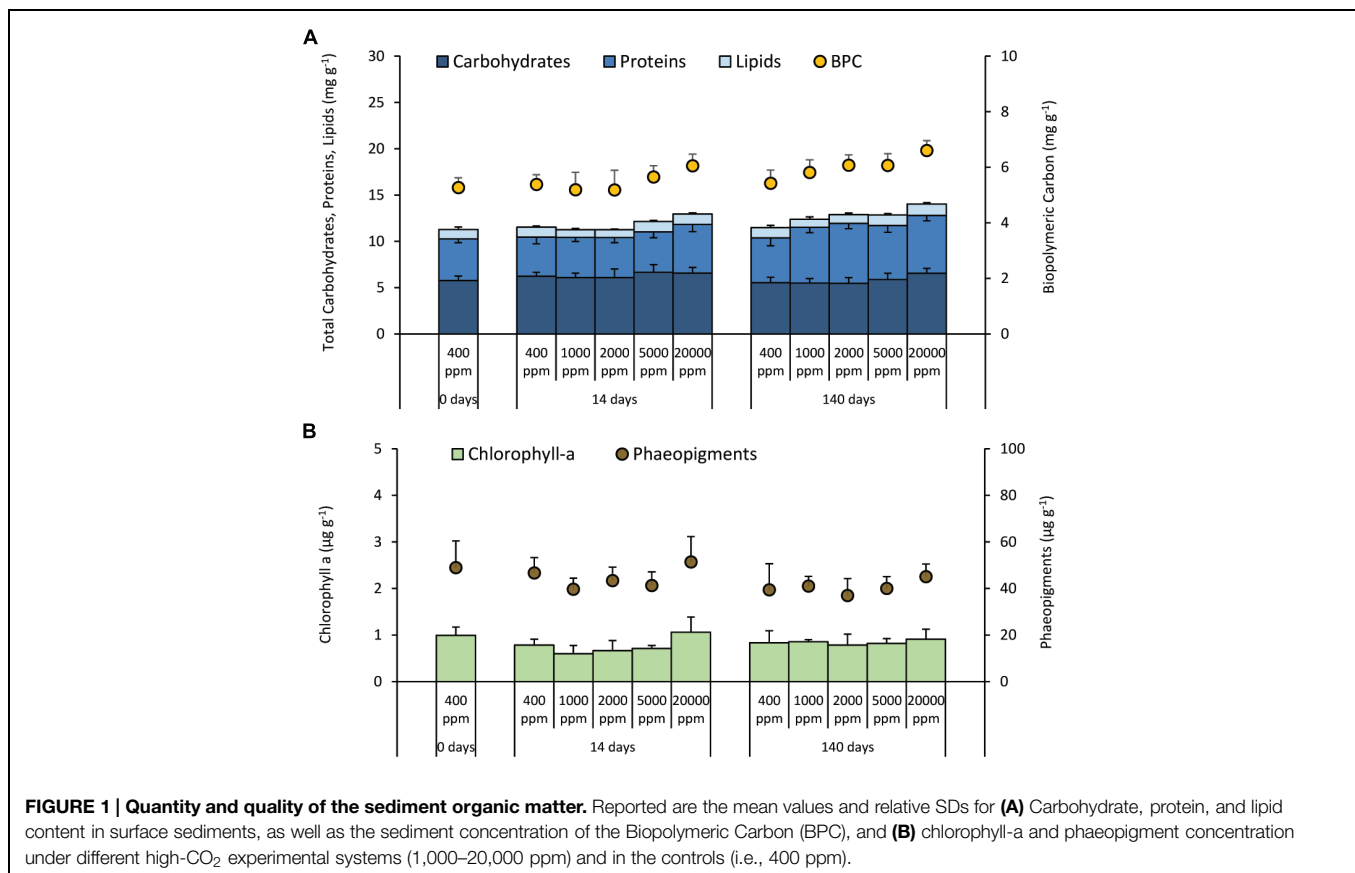 A
Total Carbohydrates, Proteins, Lipids (mg g⁻¹)
30
25
20
15
10
5
0
Carbohydrates Proteins Lipids BPC
10
8
6
4
2
0
Biopolymeric Carbon (mg g⁻¹)
400 400 1000 2000 5000 20000 400 1000 2000 5000 20000
ppm ppm ppm ppm ppm ppm ppm ppm ppm ppm ppm
0 days 14 days 140 days
B
Chlorophyll a (µg g⁻¹)
5
4
3
2
1
0
Chlorophyll-a Phaeopigments
100
80
60
40
20
0
Phaeopigments (µg g⁻¹)
400 400 1000 2000 5000 20000 400 1000 2000 5000 20000
ppm ppm ppm ppm ppm ppm ppm ppm ppm ppm ppm
0 days 14 days 140 days
FIGURE 1 | Quantity and quality of the sediment organic matter. Reported are the mean values and relative SDs for (A) Carbohydrate, protein, and lipid
content in surface sediments, as well as the sediment concentration of the Biopolymeric Carbon (BPC), and (B) chlorophyll-a and phaeopigment concentration
under different high-CO₂ experimental systems (1,000–20,000 ppm) and in the controls (i.e., 400 ppm).